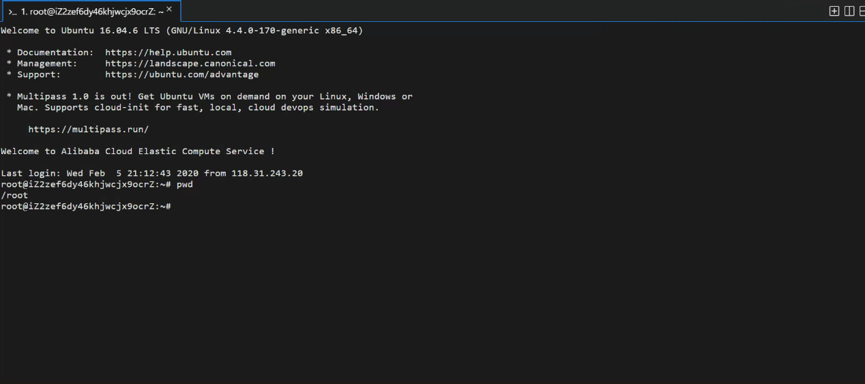 >_ 1. root@iZ2zef6dy46khjwcjx9ocrZ: ~ ×
Welcome to Ubuntu 16.04.6 LTS (GNU/Linux 4.4.0-170-generic x86_64)
* Documentation:  https://help.ubuntu.com
* Management:     https://landscape.canonical.com
* Support:        https://ubuntu.com/advantage
* Multipass 1.0 is out! Get Ubuntu VMs on demand on your Linux, Windows or
Mac. Supports cloud-init for fast, local, cloud devops simulation.
https://multipass.run/
Welcome to Alibaba Cloud Elastic Compute Service !
Last login: Wed Feb  5 21:12:43 2020 from 118.31.243.20
root@iZ2zef6dy46khjwcjx9ocrZ:~# pwd
/root
root@iZ2zef6dy46khjwcjx9ocrZ:~#